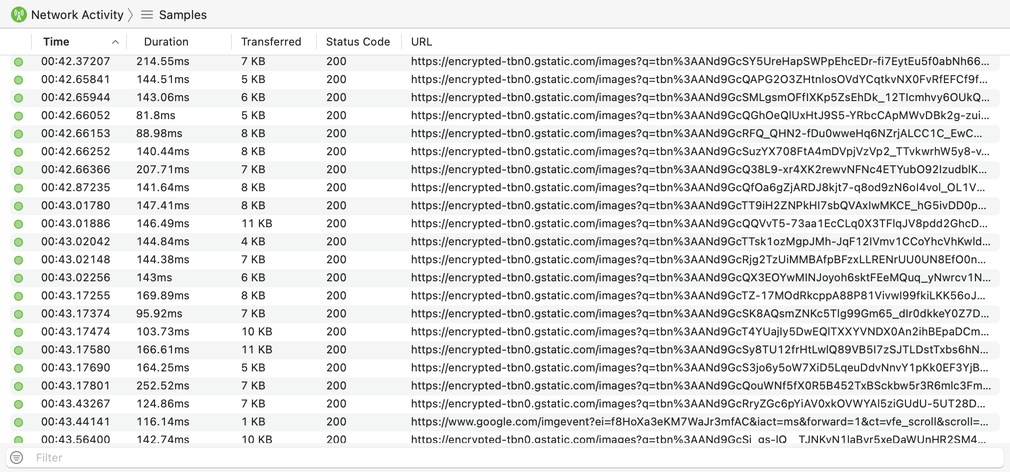 Network Activity Samples
Time Duration Transferred Status Code URL
00:42.37207 214.55ms 7 KB 200 https://encrypted-tbn0.gstatic.com/images?q=tbn%3AANd9GcSY5UreHapSWPpEhcEDr-fi7EytEu5f0abNh66...
00:42.65841 144.51ms 5 KB 200 https://encrypted-tbn0.gstatic.com/images?q=tbn%3AANd9GcQAPG2O3ZHtnlosOVdYCqtkvNX0FvRfEFCf9f...
00:42.65944 143.06ms 6 KB 200 https://encrypted-tbn0.gstatic.com/images?q=tbn%3AANd9GcSMLgsmOFflXKp5ZsEhDk_12TIcmhvy6OUkQ...
00:42.66052 81.8ms 5 KB 200 https://encrypted-tbn0.gstatic.com/images?q=tbn%3AANd9GcQGhOeQlUxHtJ9S5-YRbcCApMWvDBk2g-zui...
00:42.66153 88.98ms 8 KB 200 https://encrypted-tbn0.gstatic.com/images?q=tbn%3AANd9GcRFQ_QHN2-fDu0wweHq6NZrjALCC1C_EwC...
00:42.66252 140.44ms 8 KB 200 https://encrypted-tbn0.gstatic.com/images?q=tbn%3AANd9GcSuzYX708FtA4mDVpjVzVp2_TTvkwrhW5y8-v...
00:42.66366 207.71ms 7 KB 200 https://encrypted-tbn0.gstatic.com/images?q=tbn%3AANd9GcQ38L9-xr4XK2rewvNFNc4ETYubO92IzudblK...
00:42.87235 141.64ms 8 KB 200 https://encrypted-tbn0.gstatic.com/images?q=tbn%3AANd9GcQfOa6gZjARDJ8kjt7-q8od9zN6oI4vol_OL1V...
00:43.01780 147.41ms 8 KB 200 https://encrypted-tbn0.gstatic.com/images?q=tbn%3AANd9GcTT9iH2ZNPkHI7sbQVAxIwMKCE_hG5ivDD0p...
00:43.01886 146.49ms 11 KB 200 https://encrypted-tbn0.gstatic.com/images?q=tbn%3AANd9GcQQVvT5-73aa1EcCLq0X3TFlqJV8pdd2GhcD...
00:43.02042 144.84ms 4 KB 200 https://encrypted-tbn0.gstatic.com/images?q=tbn%3AANd9GcTTsk1ozMgpJMh-JqF12IVmv1CCoYhcVhKwld...
00:43.02148 144.38ms 7 KB 200 https://encrypted-tbn0.gstatic.com/images?q=tbn%3AANd9GcRjg2TzUiMMBAfpBFzxLLRENrUU0UN8EfO0n...
00:43.02256 143ms 6 KB 200 https://encrypted-tbn0.gstatic.com/images?q=tbn%3AANd9GcQX3EOYwMINJoyoh6sktFEeMQuq_yNwrcv1N...
00:43.17255 169.89ms 8 KB 200 https://encrypted-tbn0.gstatic.com/images?q=tbn%3AANd9GcTZ-17MOdRkcppA88P81VivwI99fkiLKK56oJ...
00:43.17374 95.92ms 7 KB 200 https://encrypted-tbn0.gstatic.com/images?q=tbn%3AANd9GcSK8AQsmZNKc5Tlg99Gm65_dIr0dkkeY0Z7D...
00:43.17474 103.73ms 10 KB 200 https://encrypted-tbn0.gstatic.com/images?q=tbn%3AANd9GcT4YUajIy5DwEQlTXXYVNDX0An2ihBEpaDCm...
00:43.17580 166.61ms 11 KB 200 https://encrypted-tbn0.gstatic.com/images?q=tbn%3AANd9GcSy8TU12frHtLwlQ89VB5I7zSJTLDstTxbs6hN...
00:43.17690 164.25ms 5 KB 200 https://encrypted-tbn0.gstatic.com/images?q=tbn%3AANd9GcS3jo6y5oW7XiD5LqeuDdvNnvY1pKk0EF3YjB...
00:43.17801 252.52ms 7 KB 200 https://encrypted-tbn0.gstatic.com/images?q=tbn%3AANd9GcQouWNf5fX0R5B452TxBSckbw5r3R6mlc3Fm...
00:43.43267 124.86ms 7 KB 200 https://encrypted-tbn0.gstatic.com/images?q=tbn%3AANd9GcRryZGc6pYiAV0xkOVWYAl5ziGUdU-5UT28D...
00:43.44141 116.14ms 1 KB 200 https://www.google.com/imgevent?ei=f8HoXa3eKM7WaJr3mfAC&iact=ms&forward=1&ct=vfe_scroll&scroll=...
00:43.56400 142.74ms 10 KB 200
Filter